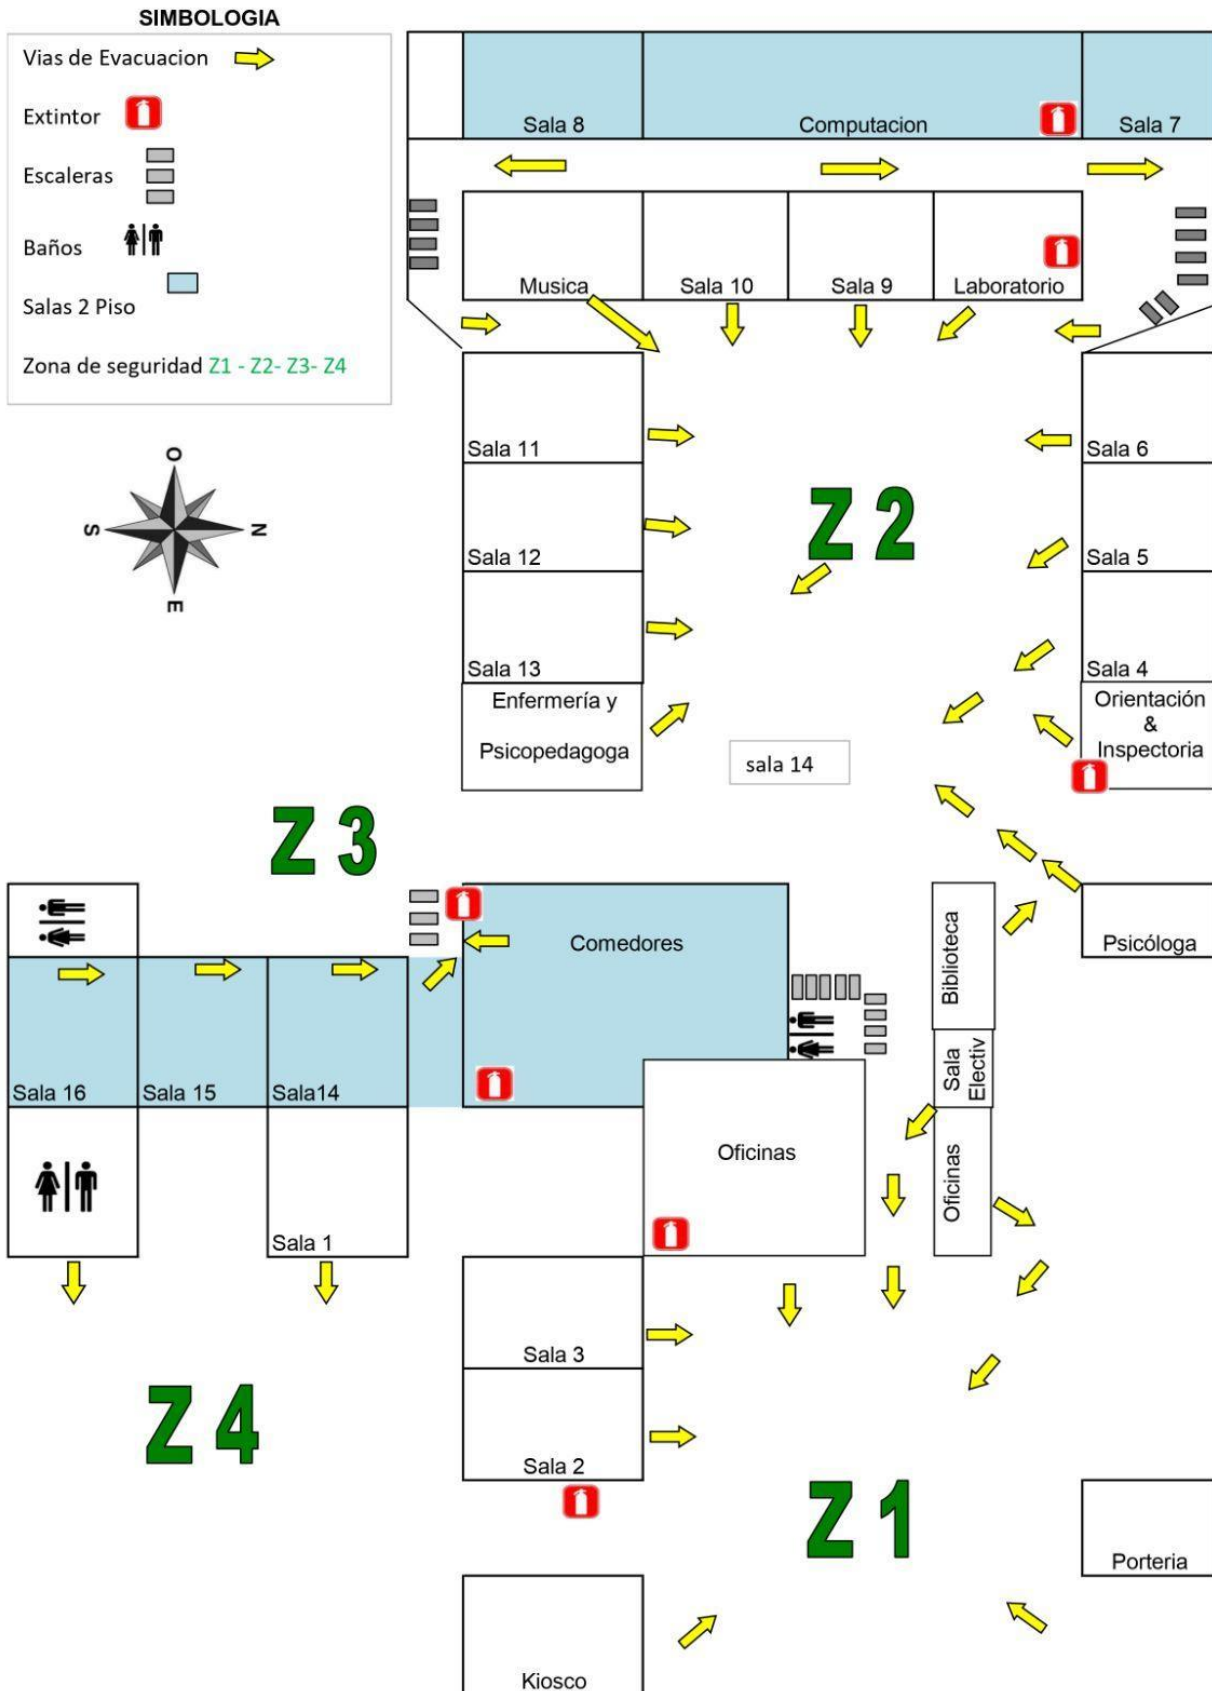 SIMBOLOGIA
Vias de Evacuacion
Extintor
Escaleras
Baños
Salas 2 Piso
Zona de seguridad Z1 - Z2- Z3- Z4
Sala 8
Computacion
Sala 7
Musica
Sala 10
Sala 9
Laboratorio
O
S
N
E
Sala 11
Sala 6
Z 2
Sala 12
Sala 5
Sala 13
Sala 4
Enfermería y
Psicopedagoga
Orientación
&
Inspectoria
sala 14
Z 3
Comedores
Biblioteca
Psicóloga
Sala 16
Sala 15
Sala14
Sala
Electiv
Oficinas
Oficinas
Sala 1
Sala 3
Z 4
Sala 2
Z 1
Porteria
Kiosco